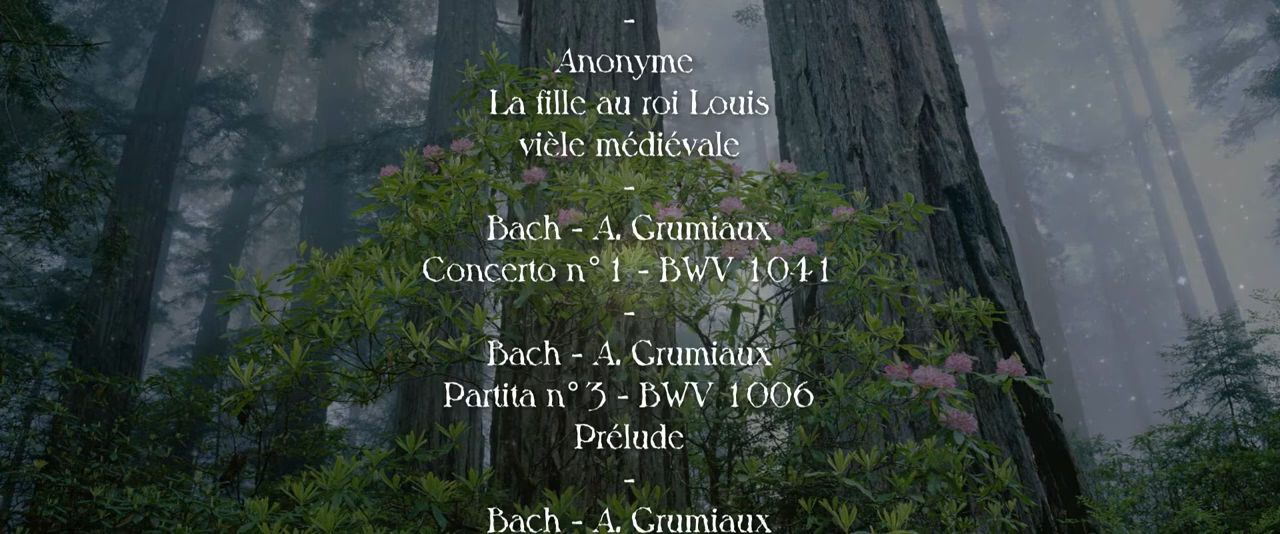 -
Anonyme
La fille au roi Louis
vièle médiévale
-
Bach - A. Grumiaux
Concerto n°1 - BWV 1041
-
Bach - A. Grumiaux
Partita n°3 - BWV 1006
Prélude
-
Bach - A. Grumiaux